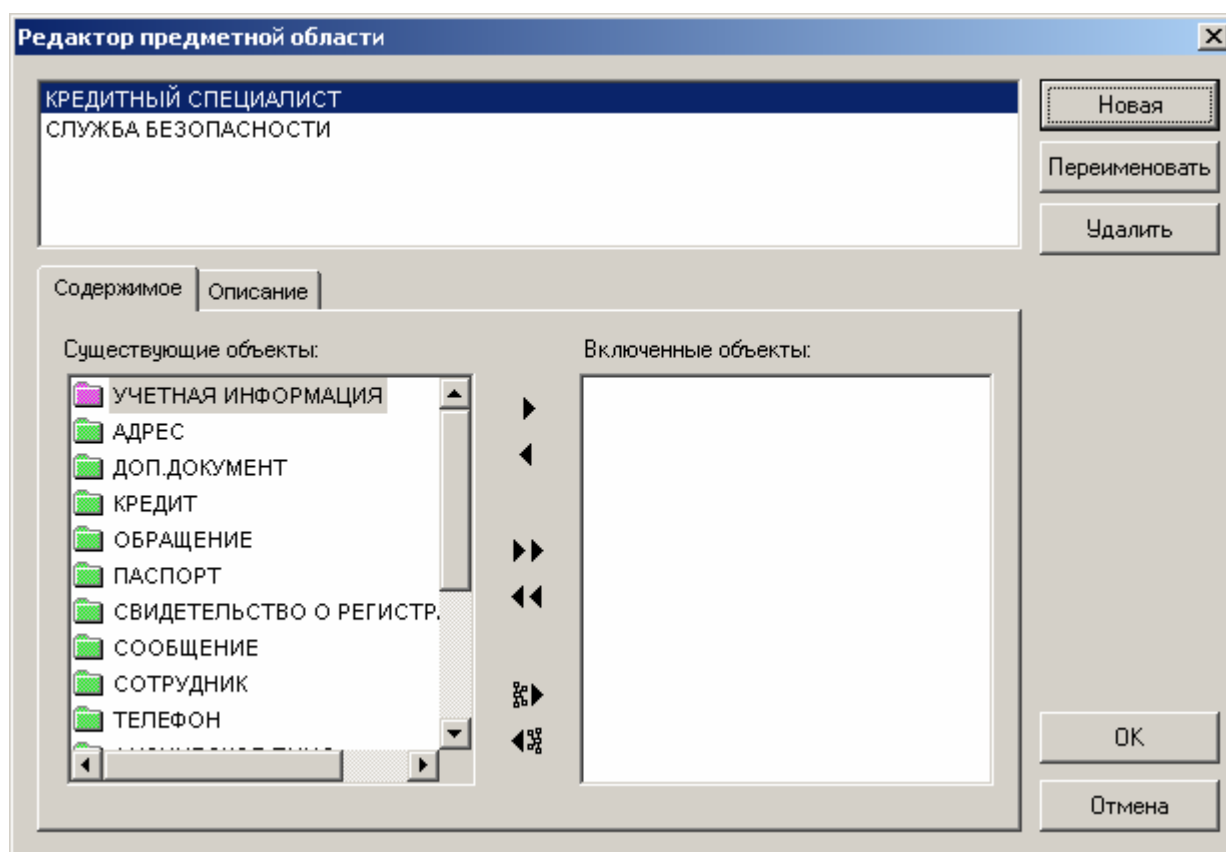 Редактор предметной области
КРЕДИТНЫЙ СПЕЦИАЛИСТ
СЛУЖБА БЕЗОПАСНОСТИ
Новая
Переименовать
Удалить
Содержимое
Описание
Существующие объекты:
УЧЕТНАЯ ИНФОРМАЦИЯ
АДРЕС
ДОП.ДОКУМЕНТ
КРЕДИТ
ОБРАЩЕНИЕ
ПАСПОРТ
СВИДЕТЕЛЬСТВО О РЕГИСТР.
СООБЩЕНИЕ
СОТРУДНИК
ТЕЛЕФОН
Включенные объекты:
OK
Отмена